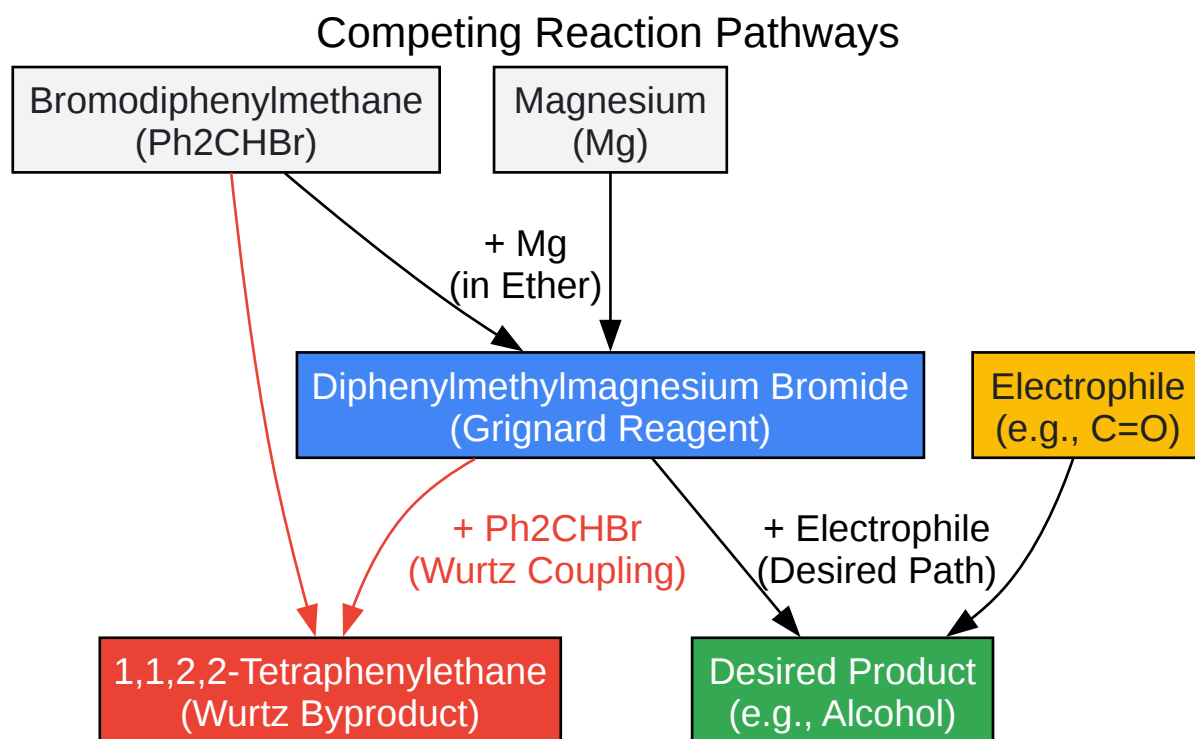 Competing Reaction Pathways
Bromodiphenylmethane
(Ph2CHBr)
Magnesium
(Mg)
+ Mg
(in Ether)
Diphenylmethylmagnesium Bromide
(Grignard Reagent)
Electrophile
(e.g., C=O)
+ Ph2CHBr
(Wurtz Coupling)
+ Electrophile
(Desired Path)
1,1,2,2-Tetraphenylethane
(Wurtz Byproduct)
Desired Product
(e.g., Alcohol)